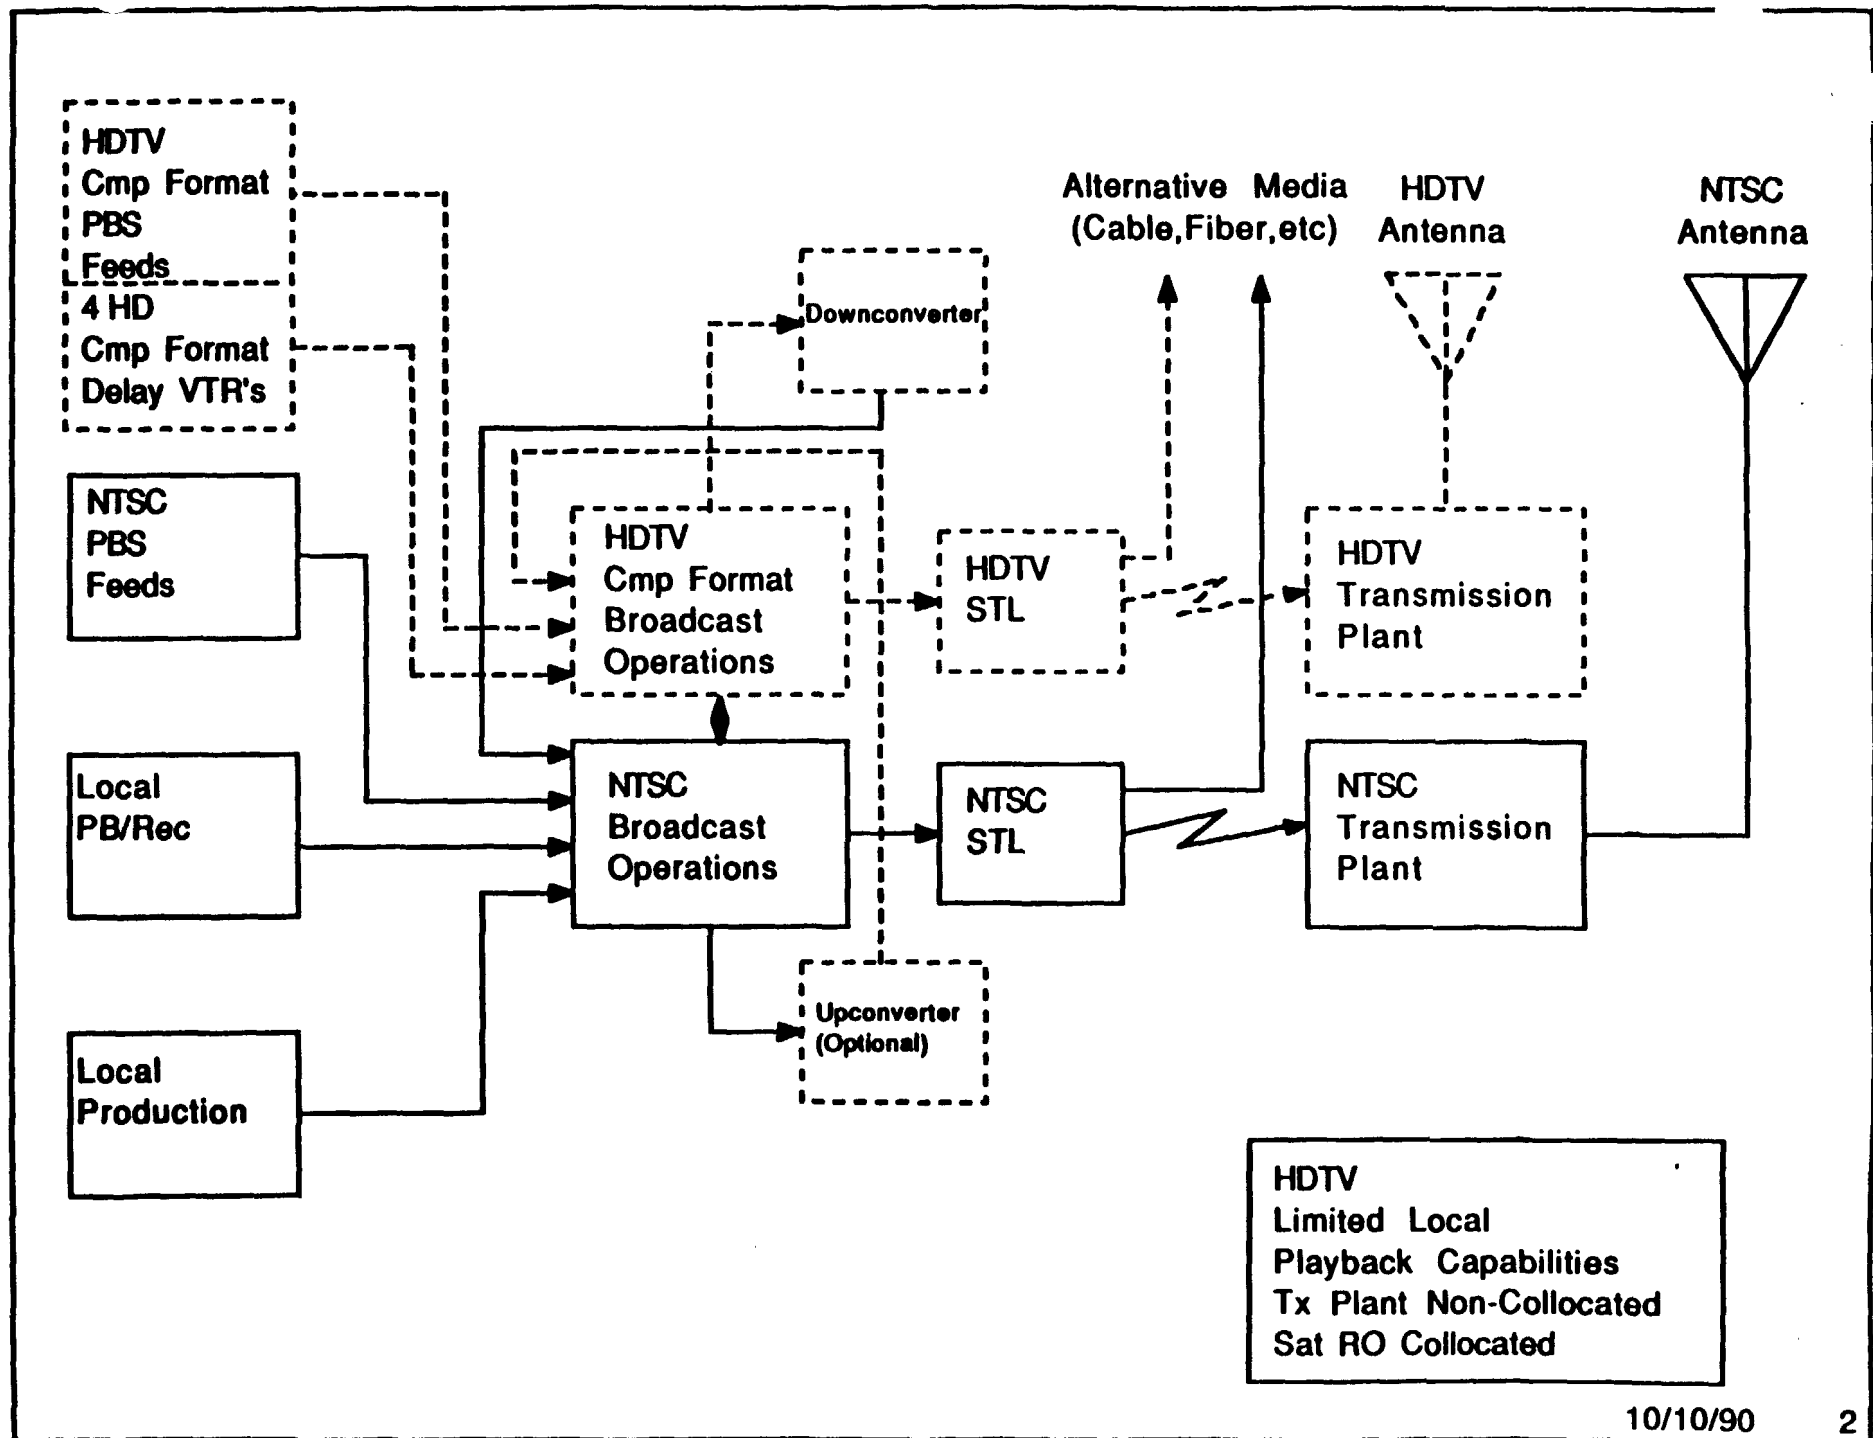 HDTV
Cmp Format
PBS
Feeds
4 HD
Cmp Format
Delay VTR's
NTSC
PBS
Feeds
Local
PB/Rec
Local
Production
Downconverter
HDTV
Cmp Format
Broadcast
Operations
NTSC
Broadcast
Operations
Upconverter
(Optional)
Alternative Media
(Cable,Fiber,etc)
HDTV
STL
NTSC
STL
HDTV
Antenna
HDTV
Transmission
Plant
NTSC
Transmission
Plant
NTSC
Antenna
HDTV
Limited Local
Playback Capabilities
Tx Plant Non-Collocated
Sat RO Collocated
10/10/90 2